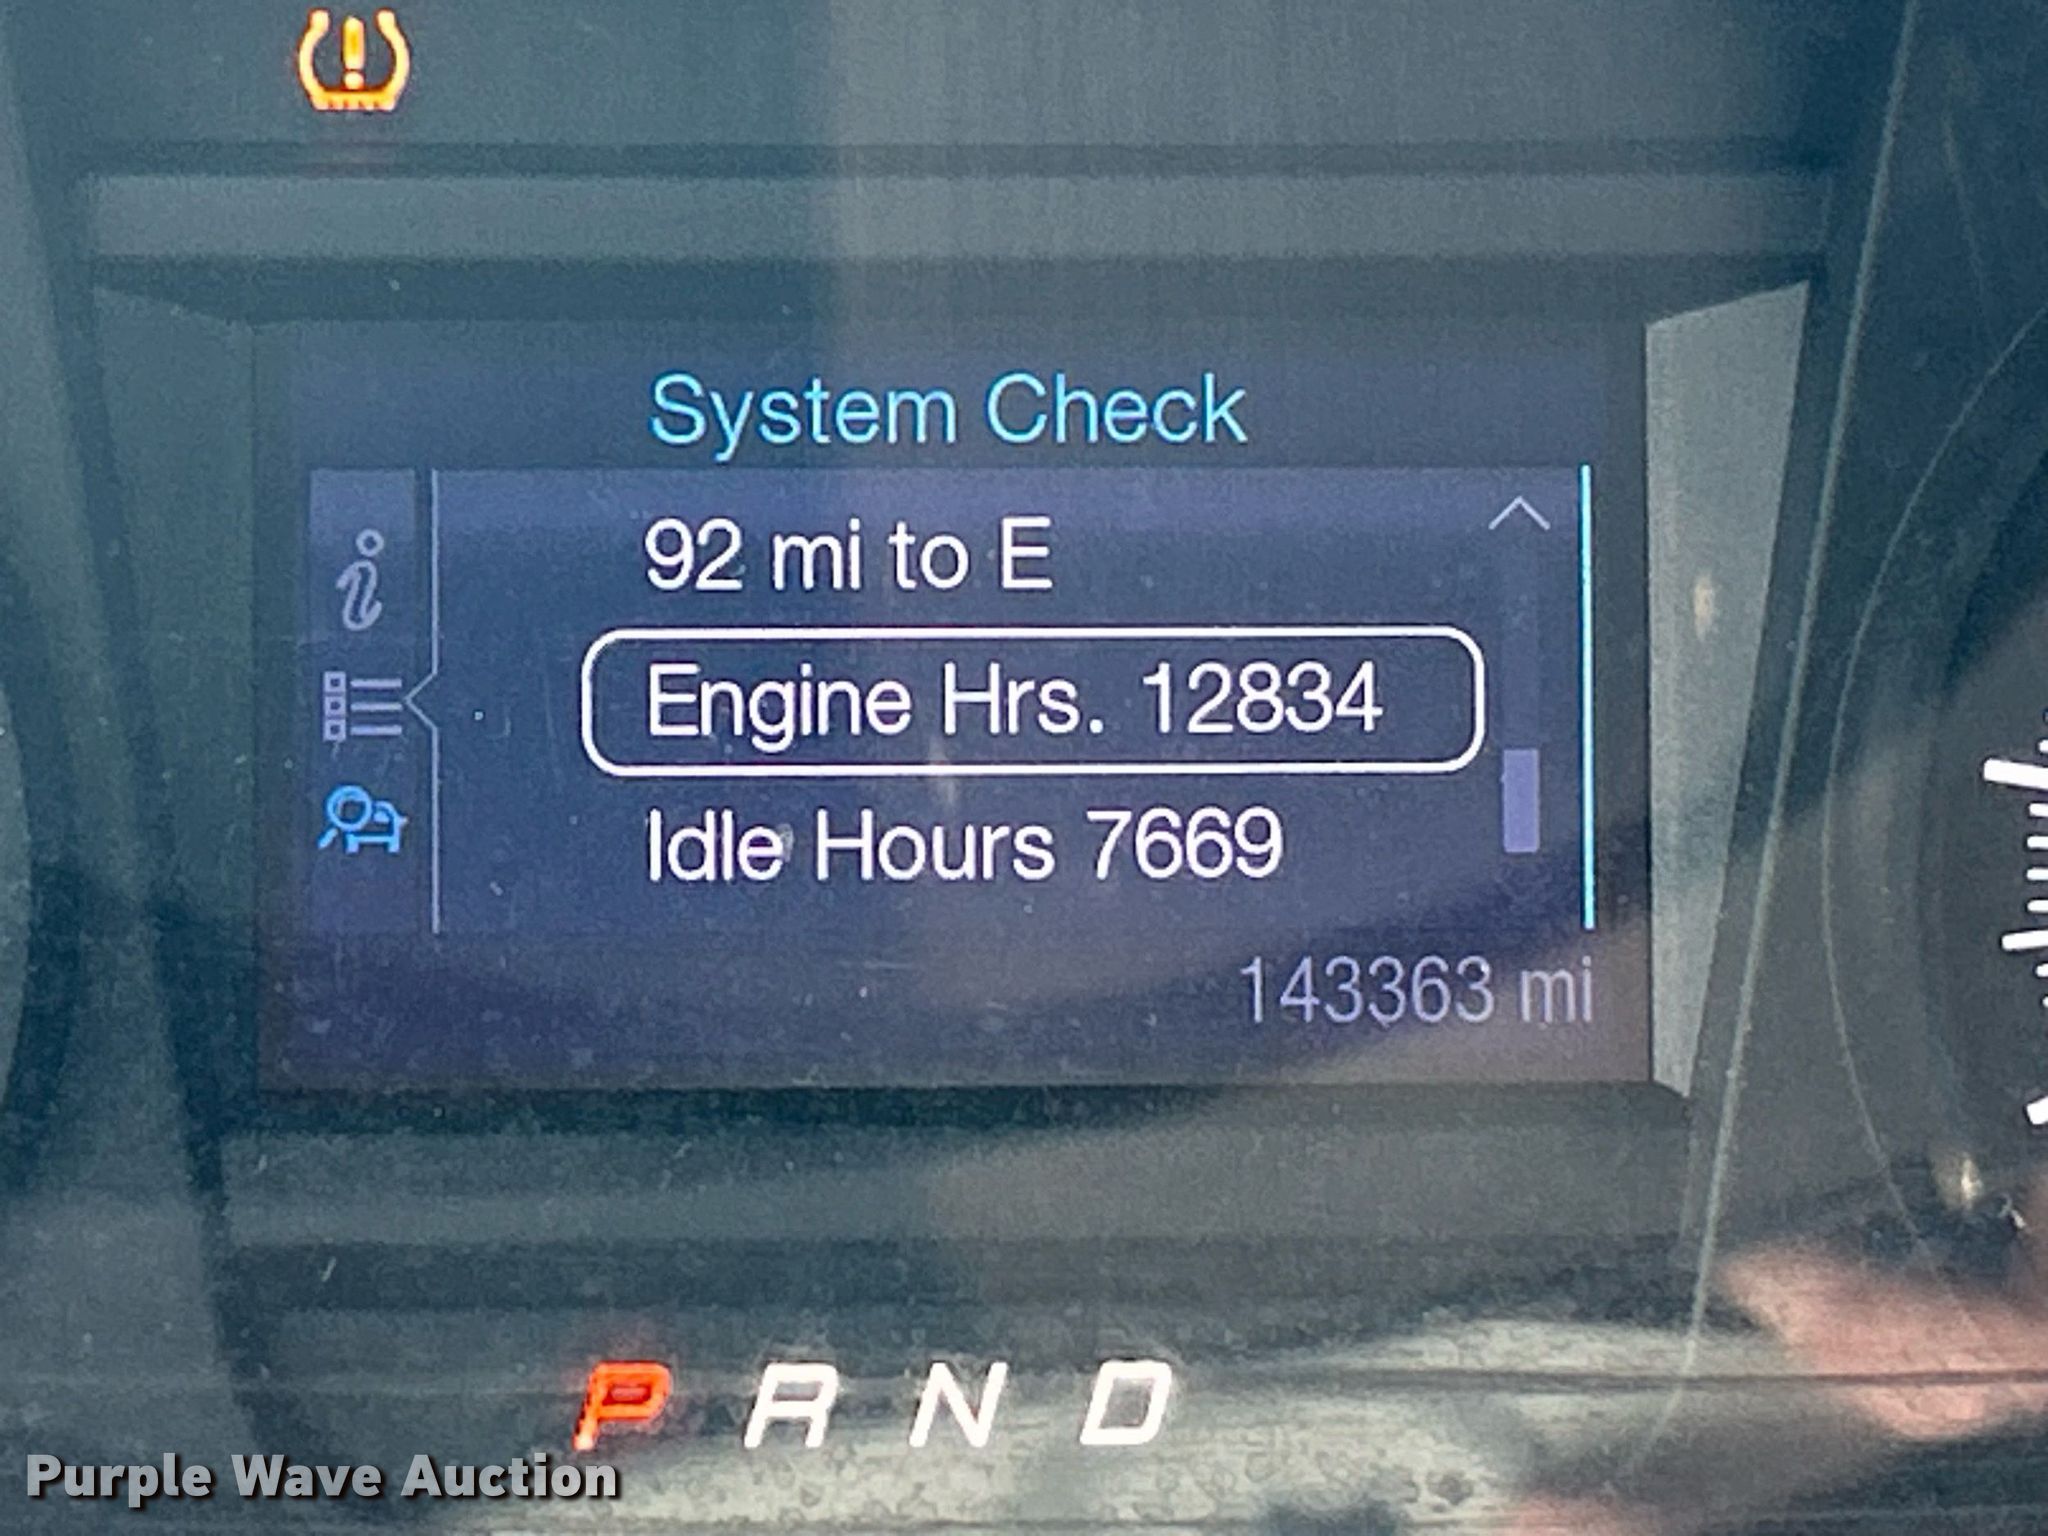 System Check
92 mi to E
Engine Hrs. 12834
Idle Hours 7669
143363 mi
P R N D
Purple Wave Auction